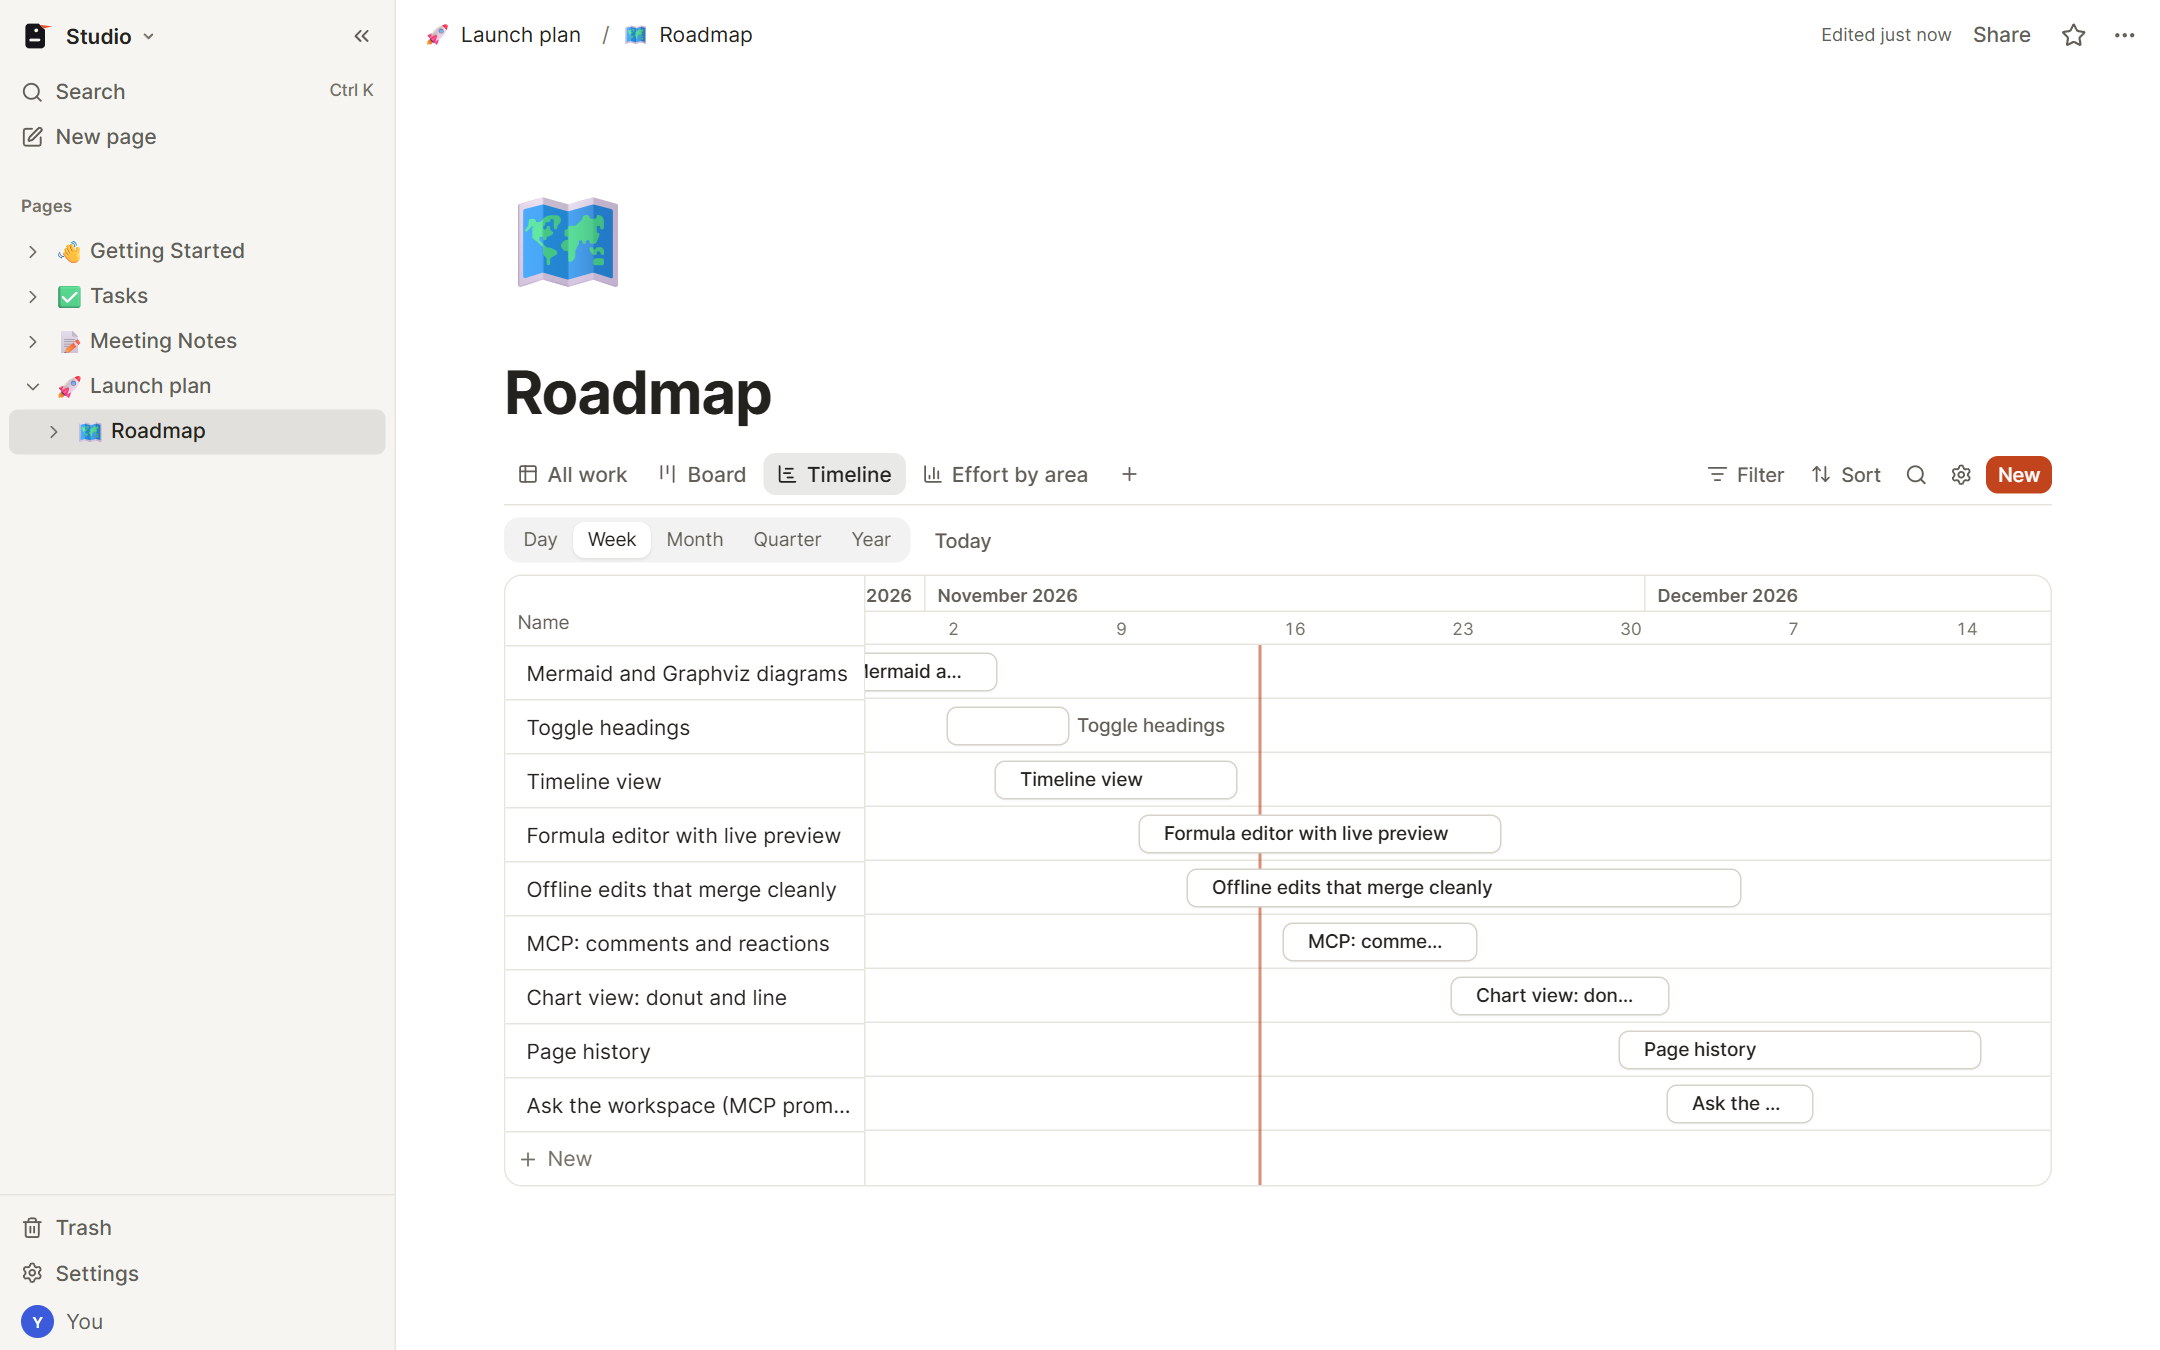 Studio
Search Ctrl K
New page
Pages
Getting Started
Tasks
Meeting Notes
Launch plan
Roadmap
Trash
Settings
Y You
Launch plan / Roadmap
Edited just now Share
Roadmap
All work Board Timeline Effort by area
Filter Sort New
Day Week Month Quarter Year Today
Name
2026 November 2026 December 2026
2 9 16 23 30 7 14
Mermaid and Graphviz diagrams ermaid a...
Toggle headings Toggle headings
Timeline view Timeline view
Formula editor with live preview Formula editor with live preview
Offline edits that merge cleanly Offline edits that merge cleanly
MCP: comments and reactions MCP: comme...
Chart view: donut and line Chart view: don...
Page history Page history
Ask the workspace (MCP prom... Ask the ...
+ New